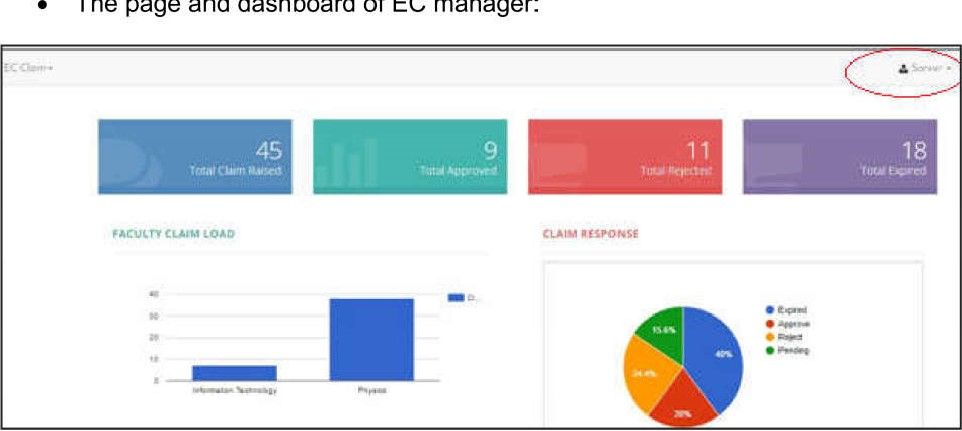 • The page and dashboard of EC manager:
EC Claim
Sarwar
45
Total Claim Raised
9
Total Approved
11
Total Rejected
18
Total Expired
FACULTY CLAIM LOAD
CLAIM RESPONSE
40
30
20
10
0
Information Technology
Physics
15.6%
40%
24.4%
20%
Expired
Approve
Reject
Pending